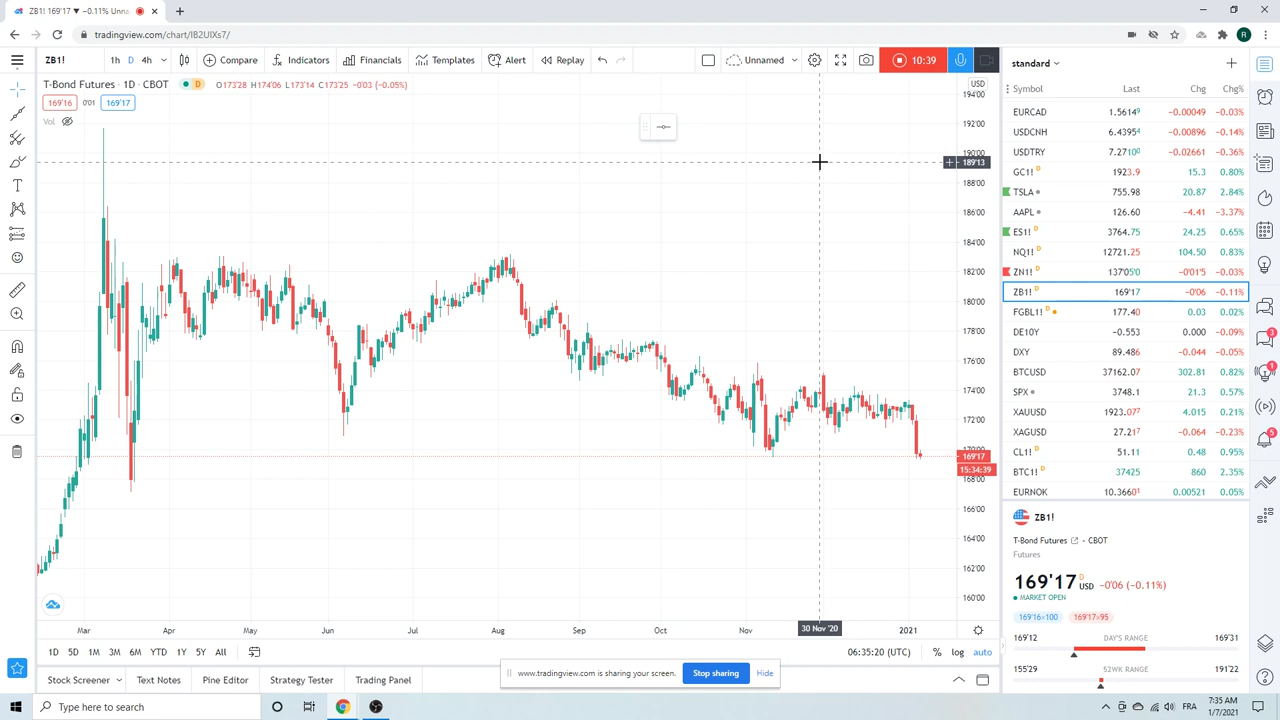 ZB1! 169'17 ▼ −0.11% Unna
tradingview.com/chart/IB2UIXs7/
R
ZB1!
1h D 4h
Compare
Indicators
Financials
Templates
Alert
Replay
Unnamed
10:39
T-Bond Futures · 1D · CBOT
D
O173'28 H174'05 L173'14 C173'25 −0'03 (−0.05%)
169'16 0'01 169'17
Vol
USD
194'00
192'00
190'00
189'13
188'00
186'00
184'00
182'00
180'00
178'00
176'00
174'00
172'00
170'00
169'17
15:34:39
168'00
166'00
164'00
162'00
160'00
Mar Apr May Jun Jul Aug Sep Oct Nov 30 Nov '20 2021
1D 5D 1M 3M 6M YTD 1Y 5Y All
06:35:20 (UTC) % log auto
ck Screener Text Notes Pine Editor Strategy Tester Trading Panel
www.tradingview.com is sharing your screen. Stop sharing Hide
standard
Symbol Last Chg Chg%
EURCAD 1.56149 −0.00049 −0.03%
USDCNH 6.43954 −0.00896 −0.14%
USDTRY 7.27100 −0.02661 −0.36%
GC1! D 1923.9 15.3 0.80%
TSLA 755.98 20.87 2.84%
AAPL 126.60 −4.41 −3.37%
ES1! D 3764.75 24.25 0.65%
NQ1! D 12721.25 104.50 0.83%
ZN1! D 137'05'0 −0'01'5 −0.03%
ZB1! D 169'17 −0'06 −0.11%
FGBL1! D 177.40 0.03 0.02%
DE10Y −0.553 0.000 −0.09%
DXY 89.486 −0.044 −0.05%
BTCUSD 37162.07 302.81 0.82%
SPX 3748.1 21.3 0.57%
XAUUSD 1923.077 4.015 0.21%
XAGUSD 27.217 −0.064 −0.23%
CL1! D 51.11 0.48 0.95%
BTC1! D 37425 860 2.35%
EURNOK 10.36601 0.00521 0.05%
ZB1!
T-Bond Futures · CBOT
Futures
169'17 D USD −0'06 (−0.11%)
MARKET OPEN
169'16×100 169'17×95
169'12 DAY'S RANGE 169'31
155'29 52WK RANGE 191'22
3
1
5
Type here to search
FRA
7:35 AM
1/7/2021